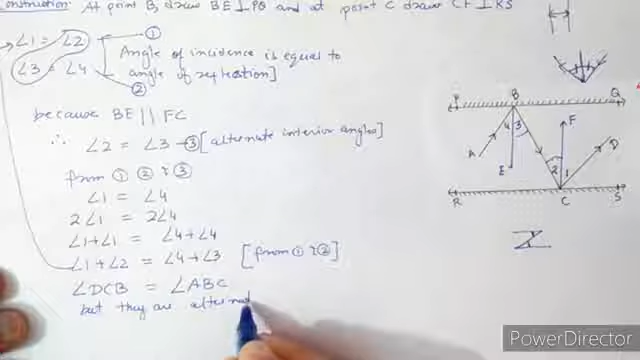 Construction: At point B, draw BE⊥PQ and at point C draw CF⊥RS
∠1 = ∠2 ①
∠3 = ∠4 ②
[Angle of incidence is equal to
angle of reflection]
because BE || FC
∴ ∠2 = ∠3 -③ [alternate interior angles]
from ① ② & ③
∠1 = ∠4
2∠1 = 2∠4
∠1+∠1 = ∠4+∠4
∠1+∠2 = ∠4+∠3 [from ① & ②]
∠DCB = ∠ABC
but they are alternat
P B Q
4 3 F
A D
E 2 1
R C S
PowerDirector